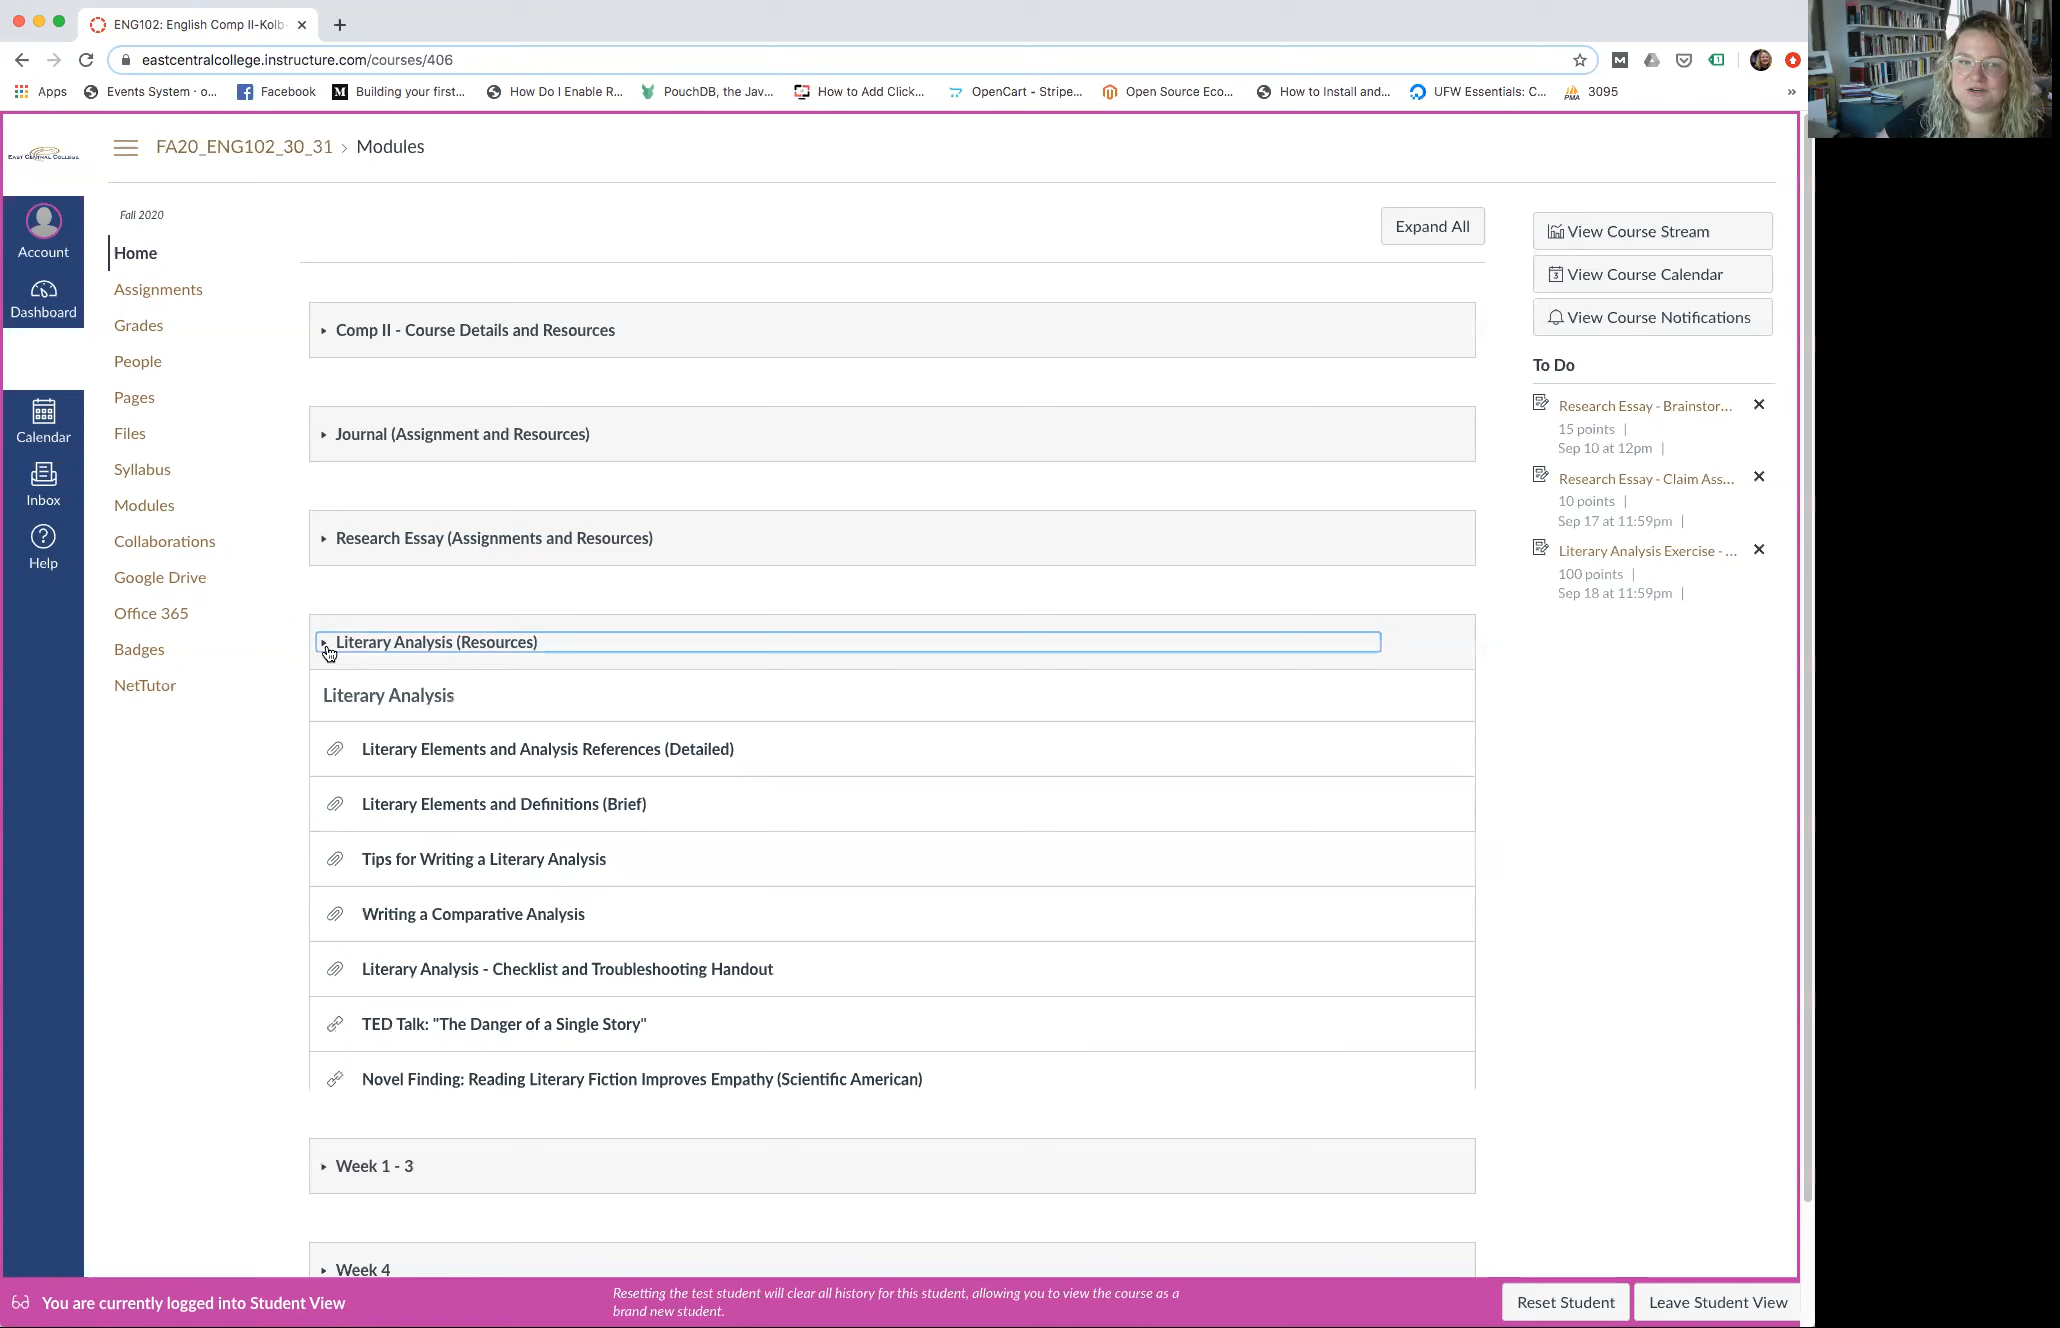 ENG102: English Comp II-Kolb
eastcentralcollege.instructure.com/courses/406
Apps
Events System · o...
Facebook
Building your first...
How Do I Enable R...
PouchDB, the Jav...
How to Add Click...
OpenCart - Stripe...
Open Source Eco...
How to Install and...
UFW Essentials: C...
3095
»
EAST CENTRAL COLLEGE
FA20_ENG102_30_31 › Modules
Account
Dashboard
Calendar
Inbox
Help
Fall 2020
Home
Assignments
Grades
People
Pages
Files
Syllabus
Modules
Collaborations
Google Drive
Office 365
Badges
NetTutor
Expand All
Comp II - Course Details and Resources
Journal (Assignment and Resources)
Research Essay (Assignments and Resources)
Literary Analysis (Resources)
Literary Analysis
Literary Elements and Analysis References (Detailed)
Literary Elements and Definitions (Brief)
Tips for Writing a Literary Analysis
Writing a Comparative Analysis
Literary Analysis - Checklist and Troubleshooting Handout
TED Talk: "The Danger of a Single Story"
Novel Finding: Reading Literary Fiction Improves Empathy (Scientific American)
Week 1 - 3
Week 4
View Course Stream
View Course Calendar
View Course Notifications
To Do
Research Essay - Brainstor...
15 points |
Sep 10 at 12pm |
Research Essay - Claim Ass...
10 points |
Sep 17 at 11:59pm |
Literary Analysis Exercise - ...
100 points |
Sep 18 at 11:59pm |
You are currently logged into Student View
Resetting the test student will clear all history for this student, allowing you to view the course as a
brand new student.
Reset Student
Leave Student View